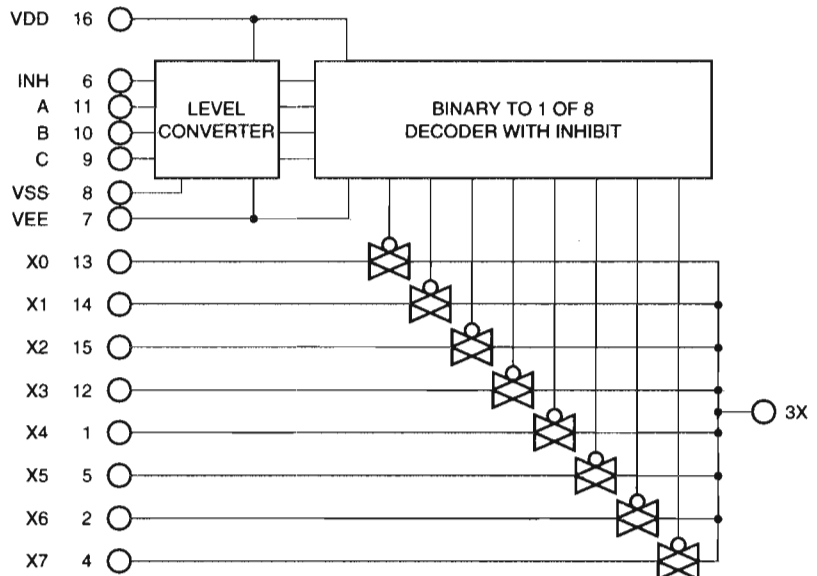 VDD 16
INH 6
A 11
B 10
C 9
VSS 8
VEE 7
LEVEL
CONVERTER
BINARY TO 1 OF 8
DECODER WITH INHIBIT
X0 13
X1 14
X2 15
X3 12
X4 1
X5 5
X6 2
X7 4
3X